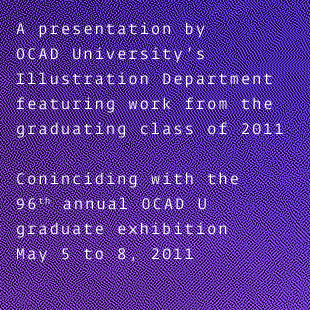 A presentation by
OCAD University's
Illustration Department
featuring work from the
graduating class of 2011
Coninciding with the
96th annual OCAD U
graduate exhibition
May 5 to 8, 2011